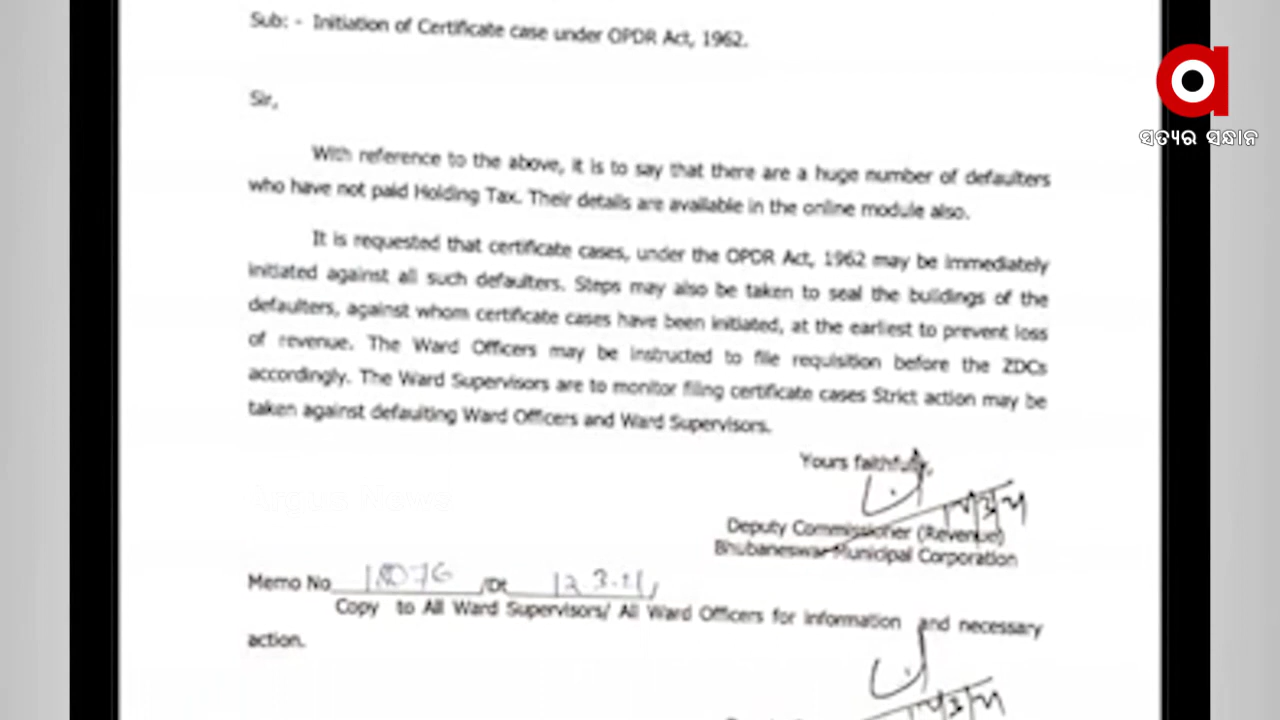 Sub: - Initiation of Certificate case under OPDR Act, 1962.
ସତ୍ୟର ସନ୍ଧାନ
Sir,
With reference to the above, it is to say that there are a huge number of defaulters
who have not paid Holding Tax. Their details are available in the online module also.
It is requested that certificate cases, under the OPDR Act, 1962 may be immediately
initiated against all such defaulters. Steps may also be taken to seal the buildings of the
defaulters, against whom certificate cases have been initiated, at the earliest to prevent loss
of revenue. The Ward Officers may be instructed to file requisition before the ZDCs
accordingly. The Ward Supervisors are to monitor filing certificate cases Strict action may be
taken against defaulting Ward Officers and Ward Supervisors.
Yours faithfully,
Argus News
Deputy Commissioner (Revenue)
Bhubaneswar Municipal Corporation
Memo No /Dt
Copy to All Ward Supervisors/ All Ward Officers for information and necessary
action.